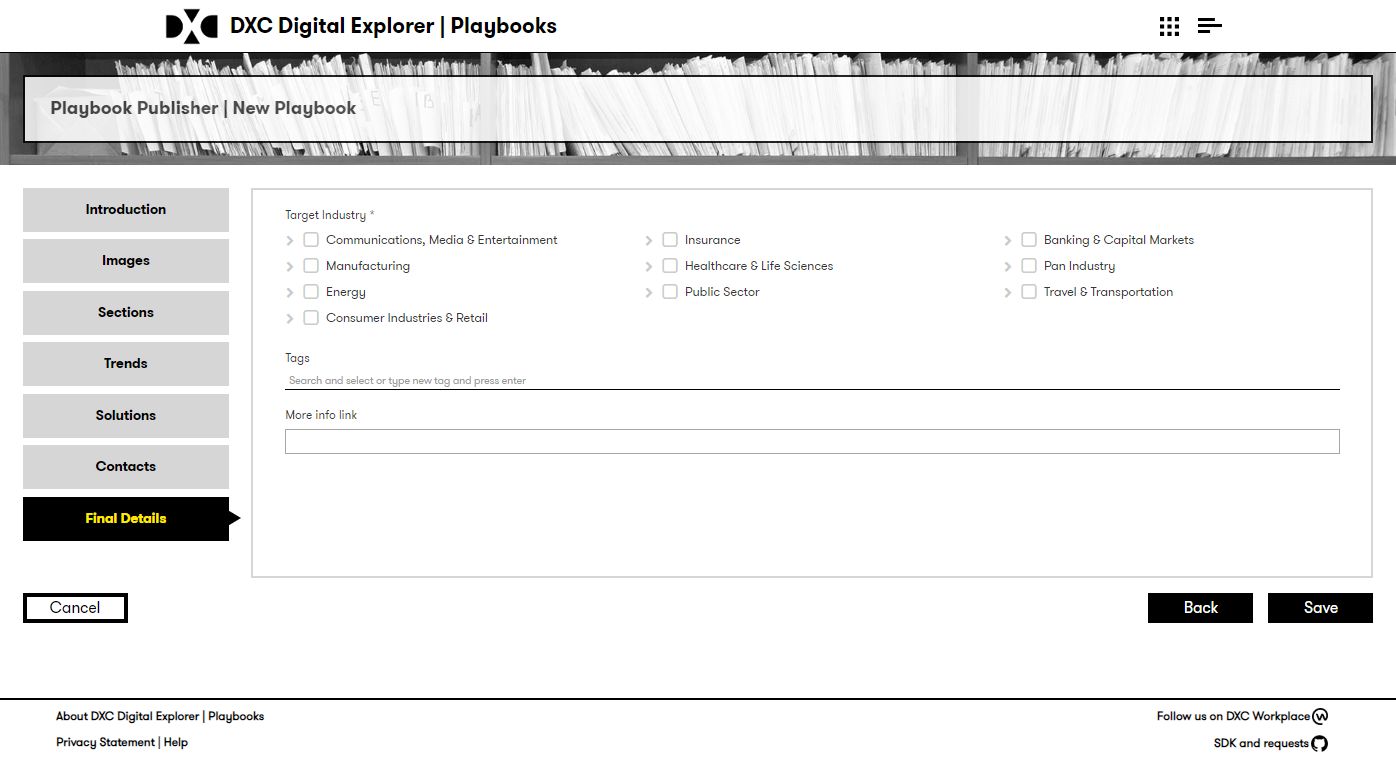 DXC Digital Explorer | Playbooks
Playbook Publisher | New Playbook
Introduction
Images
Sections
Trends
Solutions
Contacts
Final Details
Target Industry *
Communications, Media & Entertainment
Insurance
Banking & Capital Markets
Manufacturing
Healthcare & Life Sciences
Pan Industry
Energy
Public Sector
Travel & Transportation
Consumer Industries & Retail
Tags
Search and select or type new tag and press enter
More info link
Cancel
Back
Save
About DXC Digital Explorer | Playbooks
Follow us on DXC Workplace
Privacy Statement | Help
SDK and requests